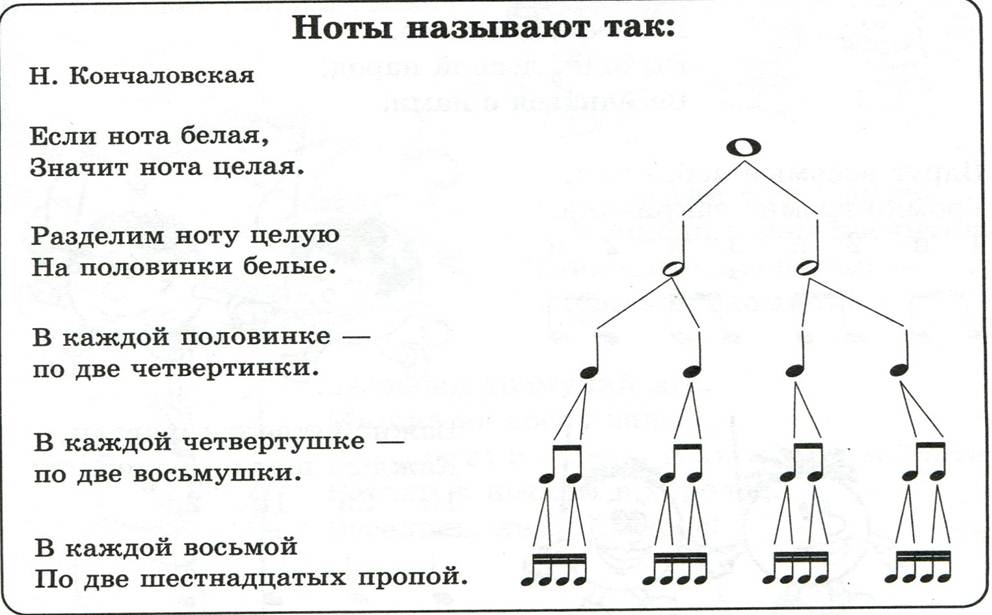 Ноты называют так:
Н. Кончаловская
Если нота белая,
Значит нота целая.
Разделим ноту целую
На половинки белые.
В каждой половинке —
по две четвертинки.
В каждой четвертушке —
по две восьмушки.
В каждой восьмой
По две шестнадцатых пропой.